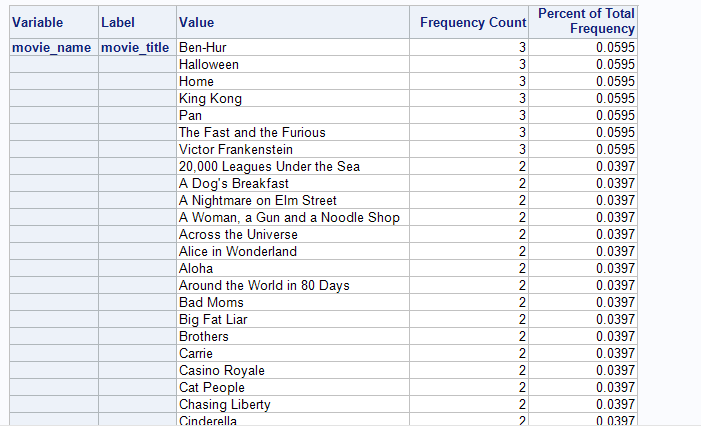 Variable Label Value Frequency Count Percent of Total Frequency
movie_name movie_title Ben-Hur 3 0.0595
Halloween 3 0.0595
Home 3 0.0595
King Kong 3 0.0595
Pan 3 0.0595
The Fast and the Furious 3 0.0595
Victor Frankenstein 3 0.0595
20,000 Leagues Under the Sea 2 0.0397
A Dog's Breakfast 2 0.0397
A Nightmare on Elm Street 2 0.0397
A Woman, a Gun and a Noodle Shop 2 0.0397
Across the Universe 2 0.0397
Alice in Wonderland 2 0.0397
Aloha 2 0.0397
Around the World in 80 Days 2 0.0397
Bad Moms 2 0.0397
Big Fat Liar 2 0.0397
Brothers 2 0.0397
Carrie 2 0.0397
Casino Royale 2 0.0397
Cat People 2 0.0397
Chasing Liberty 2 0.0397
Cinderella 2 0.0397